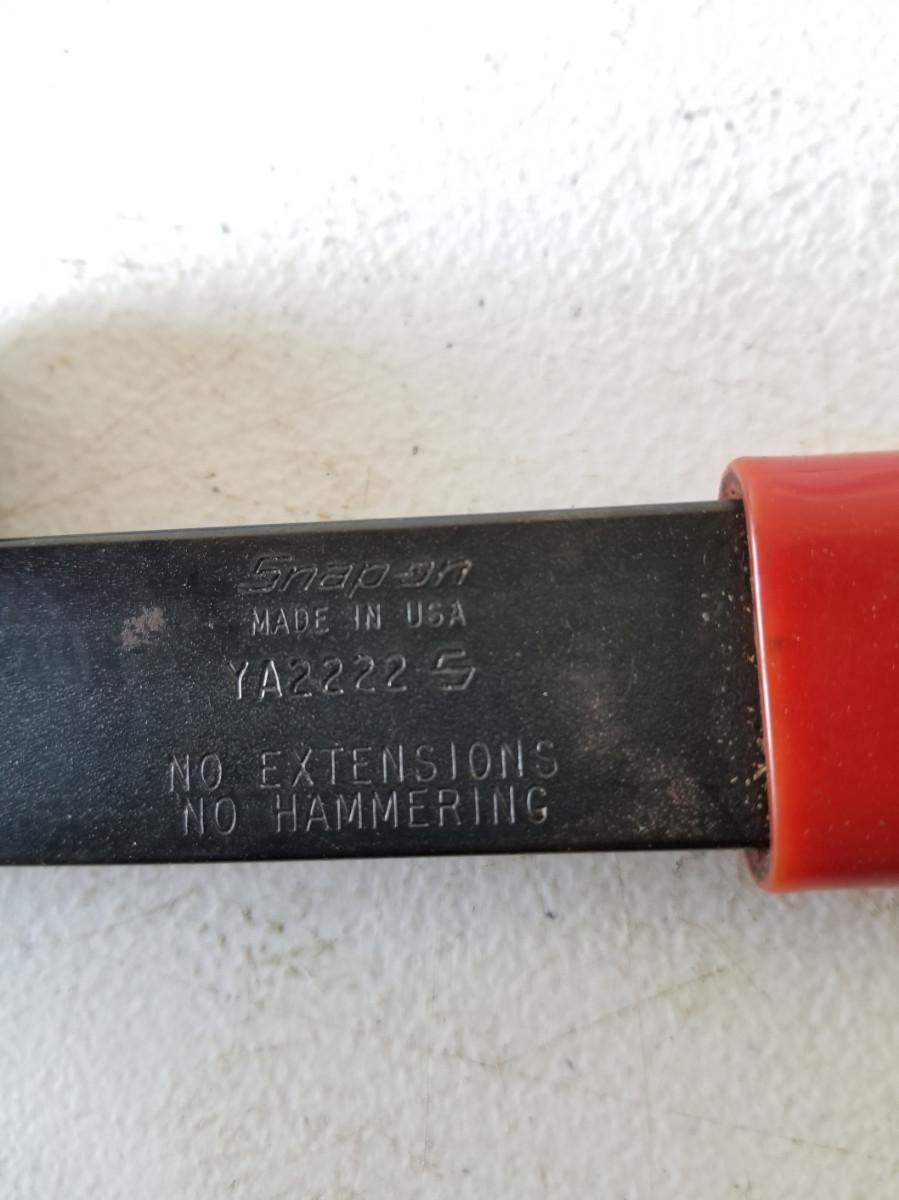 Snap-on
MADE IN USA
YA2222 S
NO EXTENSIONS
NO HAMMERING